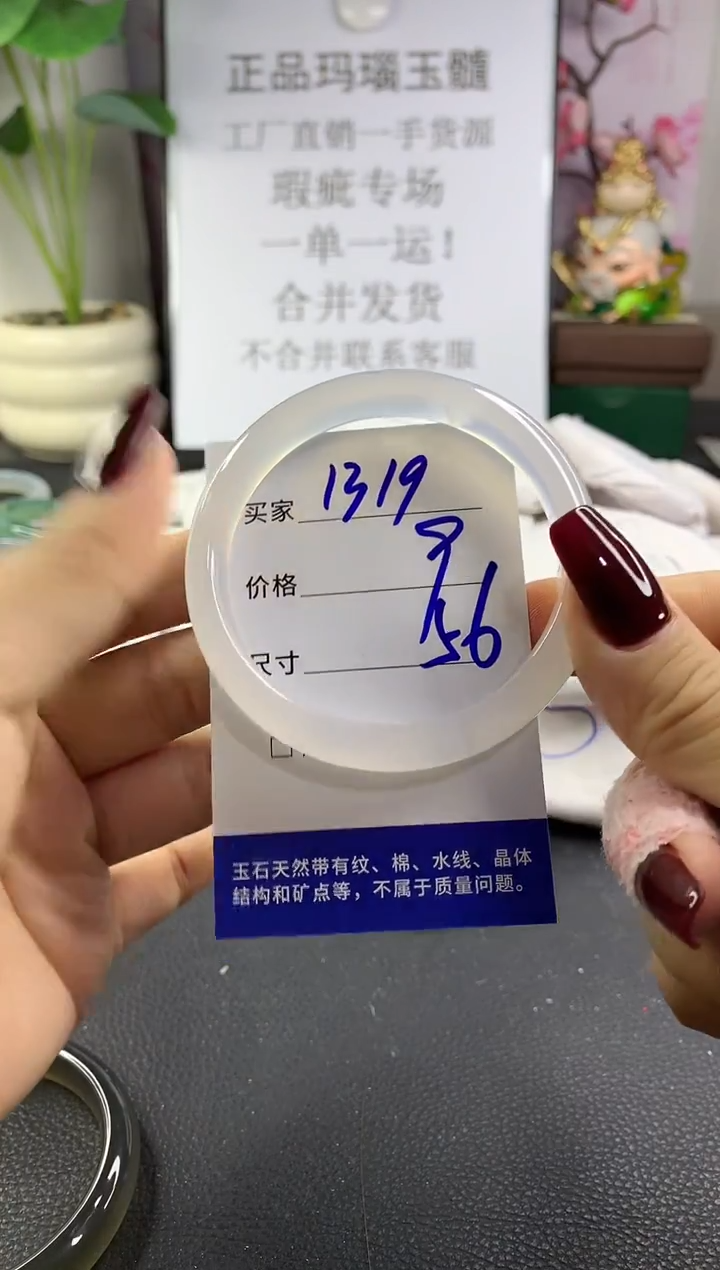 正品玛瑙玉髓
工厂直销一手货源
瑕疵专场
一单一运！
合并发货
不合并联系客服
买家 1319
价格
尺寸 56
玉石天然带有纹、棉、水线、晶体
结构和矿点等，不属于质量问题。